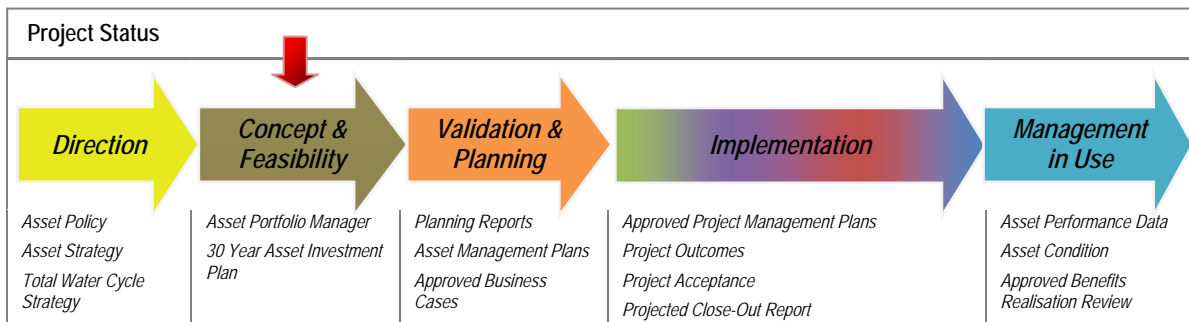 Project Status
Direction
Concept &
Feasibility
Validation &
Planning
Implementation
Management
in Use
Asset Policy
Asset Strategy
Total Water Cycle
Strategy
Asset Portfolio Manager
30 Year Asset Investment
Plan
Planning Reports
Asset Management Plans
Approved Business
Cases
Approved Project Management Plans
Project Outcomes
Project Acceptance
Projected Close-Out Report
Asset Performance Data
Asset Condition
Approved Benefits
Realisation Review